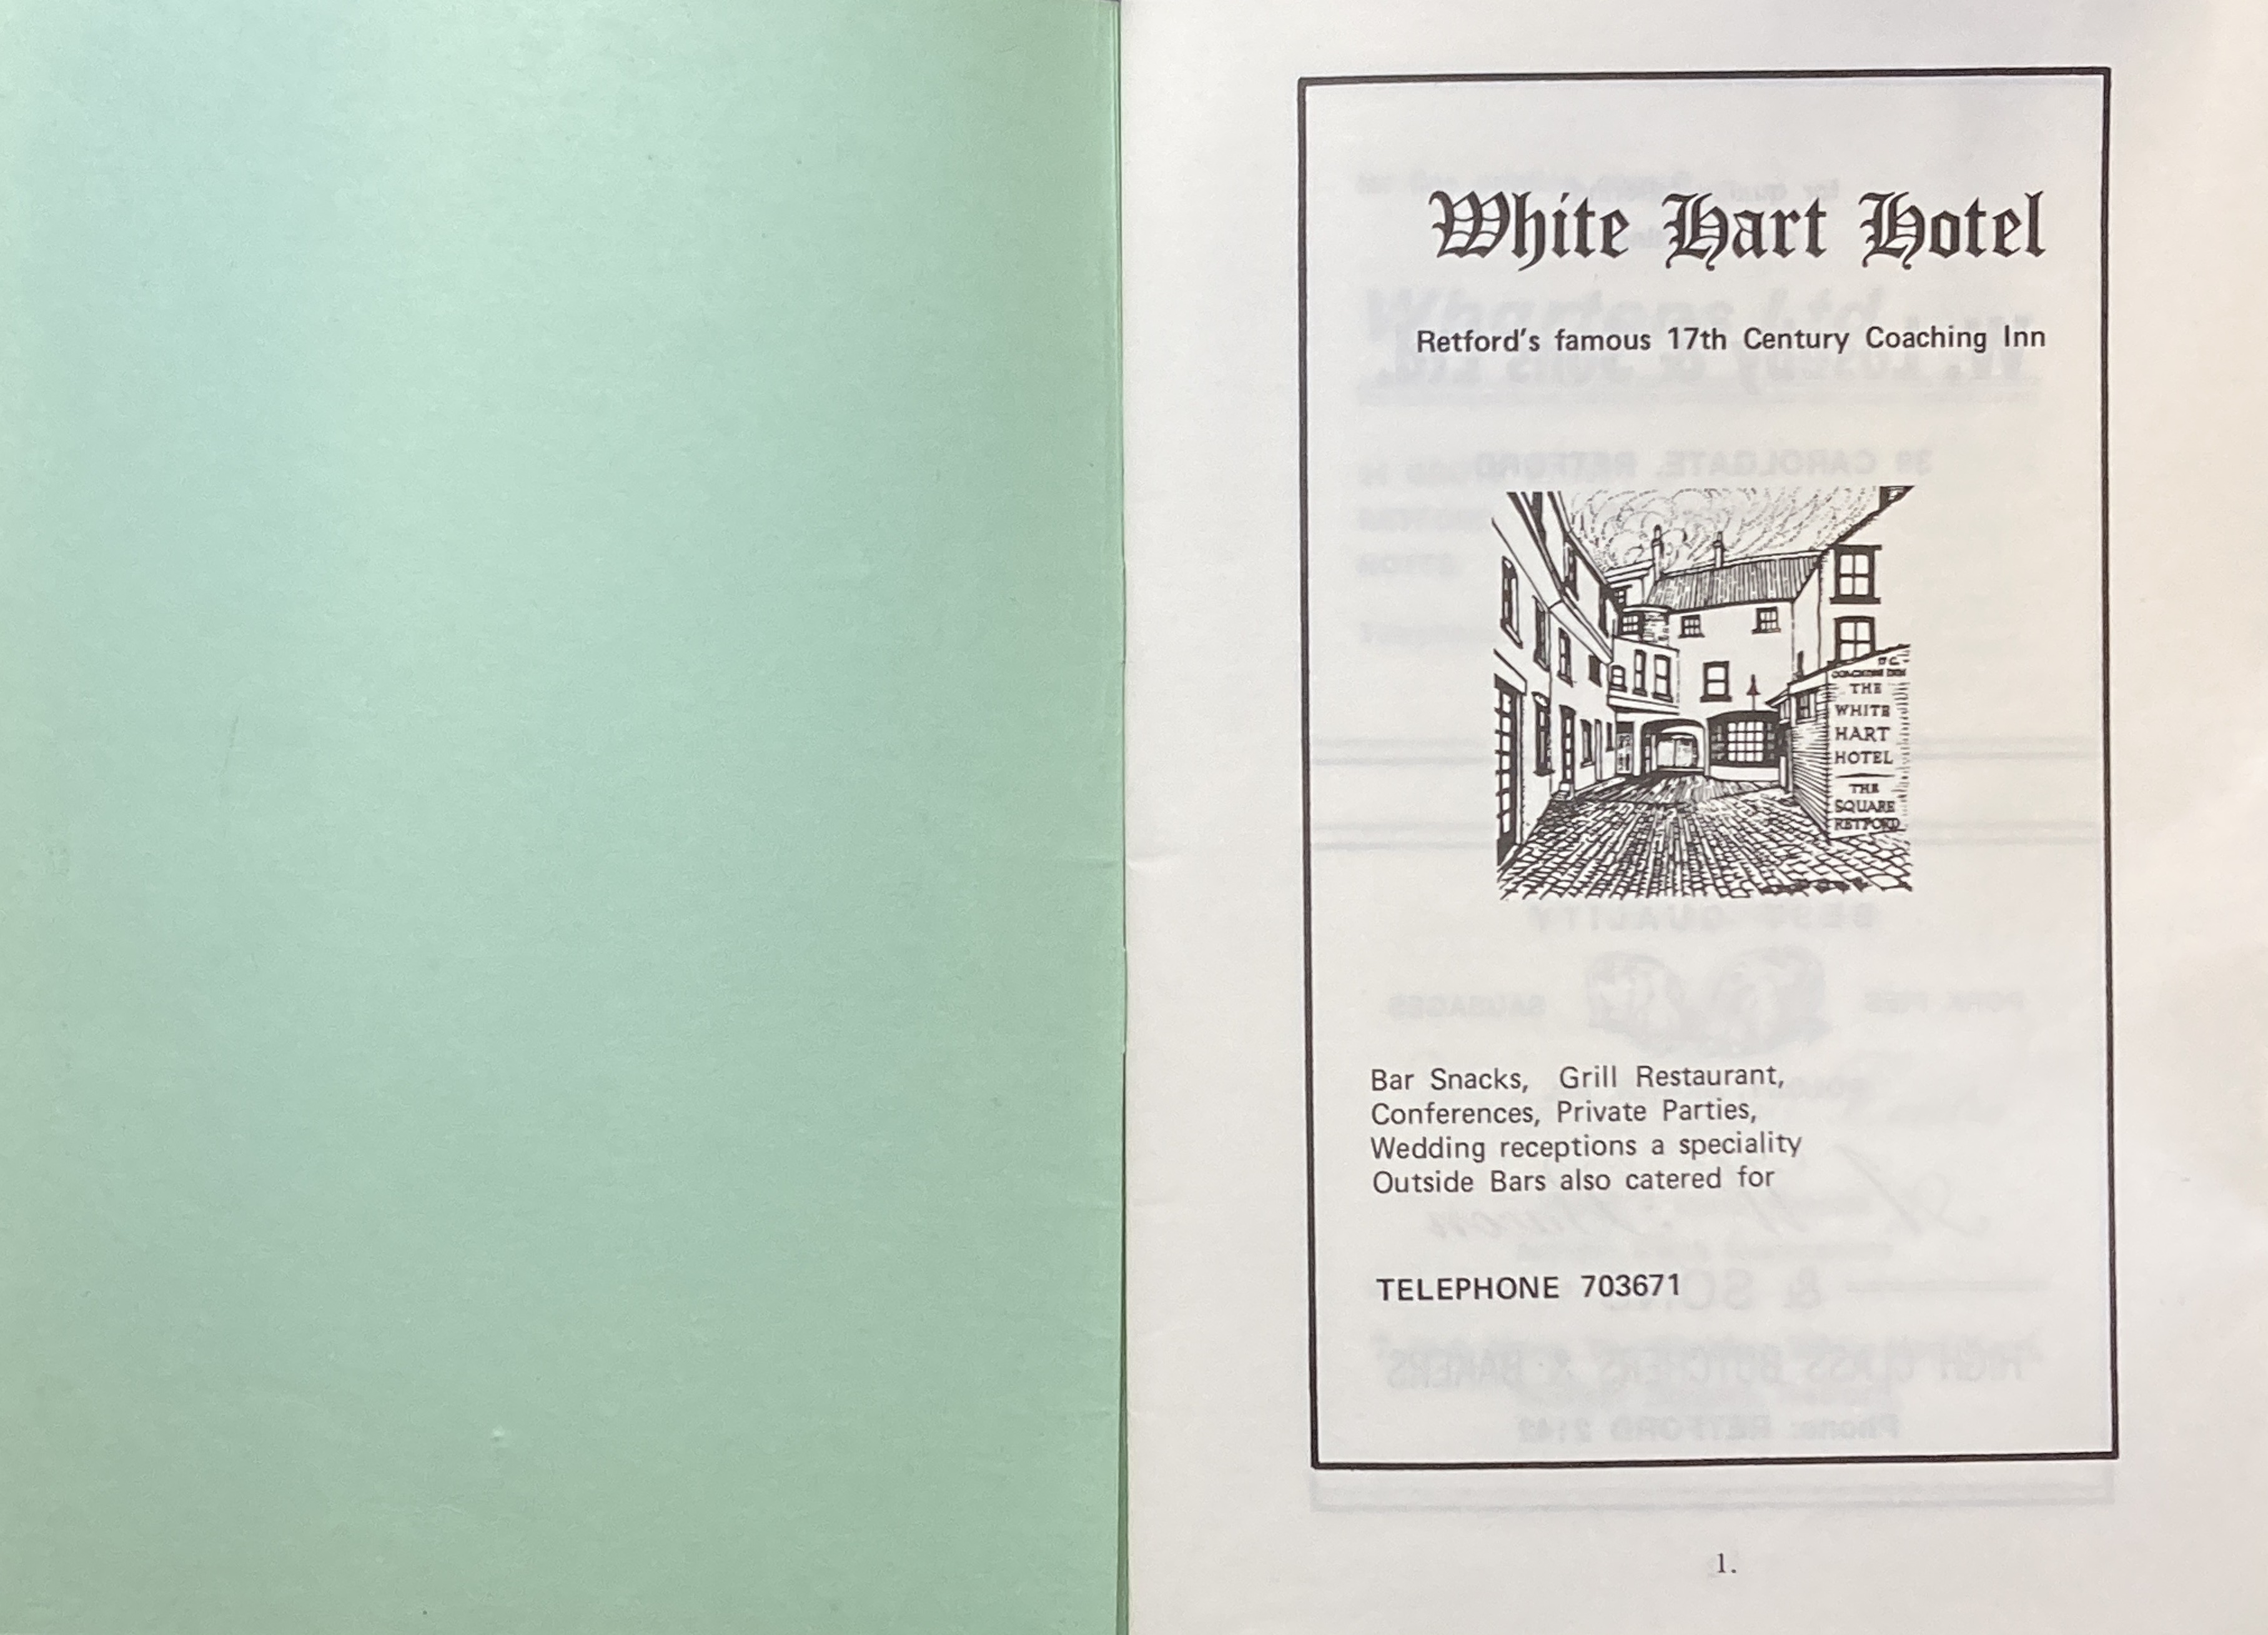 White Hart Hotel
Retford's famous 17th Century Coaching Inn
THE
WHITE
HART
HOTEL
THE
SQUARE
RETFORD
Bar Snacks, Grill Restaurant,
Conferences, Private Parties,
Wedding receptions a speciality
Outside Bars also catered for
TELEPHONE 703671
1.